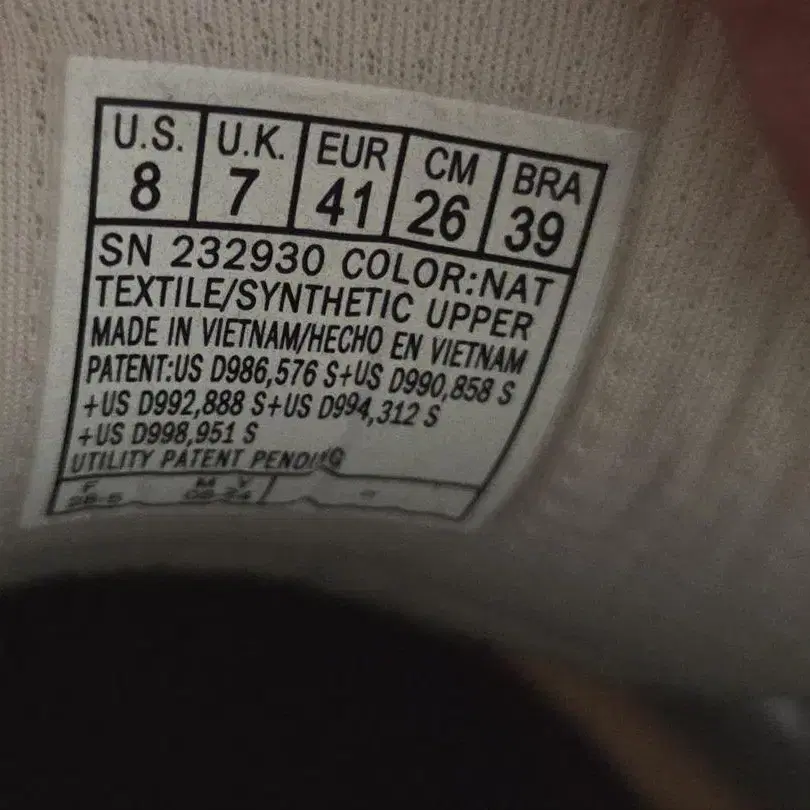 U.S. U.K. EUR CM BRA
8 7 41 26 39
SN 232930 COLOR:NAT
TEXTILE/SYNTHETIC UPPER
MADE IN VIETNAM/HECHO EN VIETNAM
PATENT:US D986,576 S+US D990,858 S
+US D992,888 S+US D994,312 S
+US D998,951 S
UTILITY PATENT PENDING
F M Y